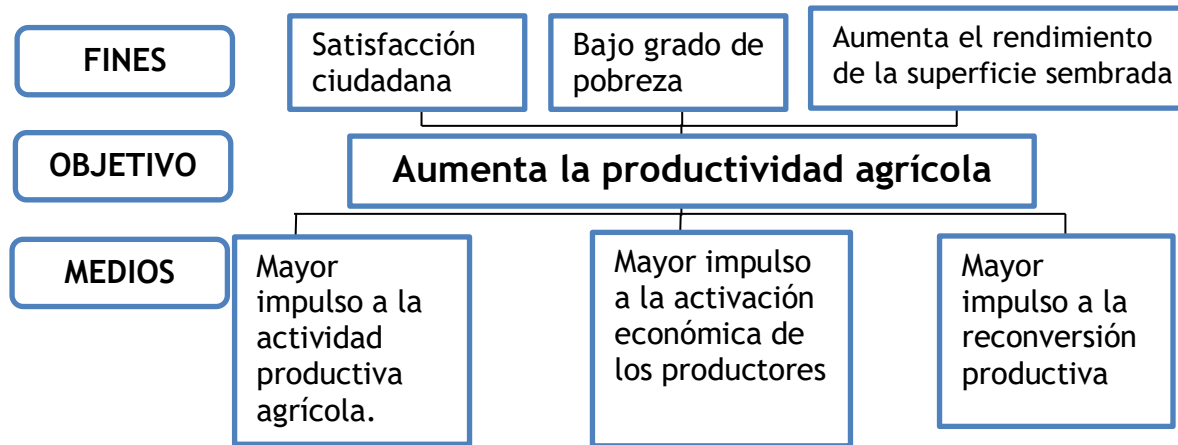 FINES
Satisfacción
ciudadana
Bajo grado de
pobreza
Aumenta el rendimiento
de la superficie sembrada
OBJETIVO
Aumenta la productividad agrícola
MEDIOS
Mayor
impulso a la
actividad
productiva
agrícola.
Mayor impulso
a la activación
económica de
los productores
Mayor
impulso a la
reconversión
productiva